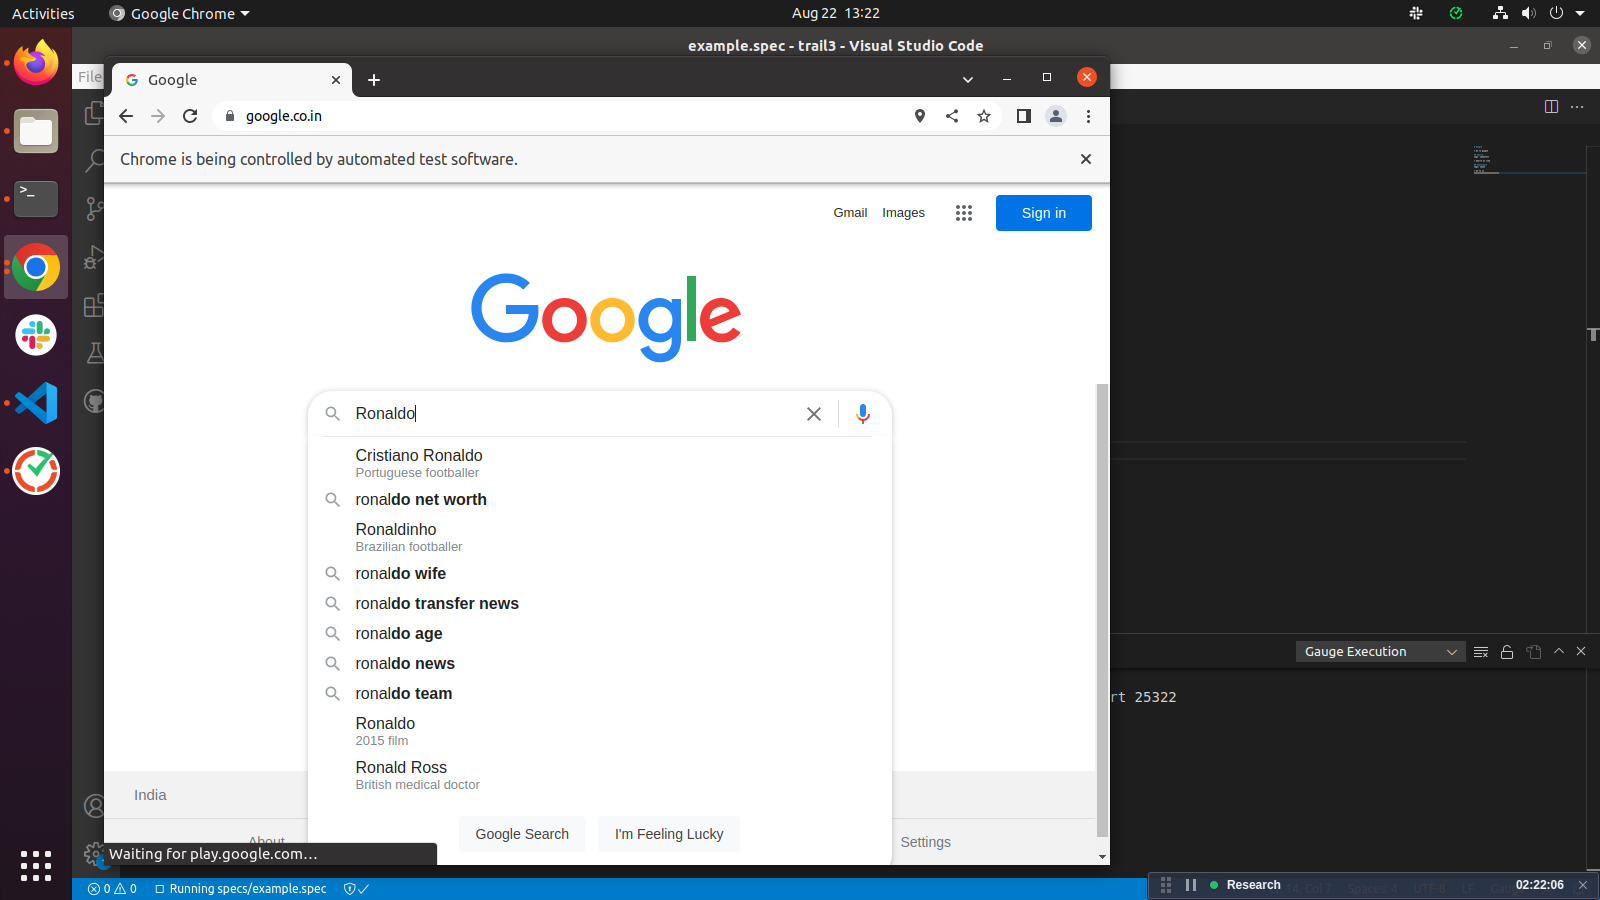 Activities
Google Chrome
Aug 22 13:22
example.spec - trail3 - Visual Studio Code
File
Google
google.co.in
Chrome is being controlled by automated test software.
Gmail
Images
Sign in
Google
Ronaldo
Cristiano Ronaldo
Portuguese footballer
ronaldo net worth
Ronaldinho
Brazilian footballer
ronaldo wife
ronaldo transfer news
ronaldo age
ronaldo news
ronaldo team
Ronaldo
2015 film
Ronald Ross
British medical doctor
Google Search
I'm Feeling Lucky
India
About
Settings
Waiting for play.google.com…
Gauge Execution
rt 25322
0
0
Running specs/example.spec
Research
02:22:06